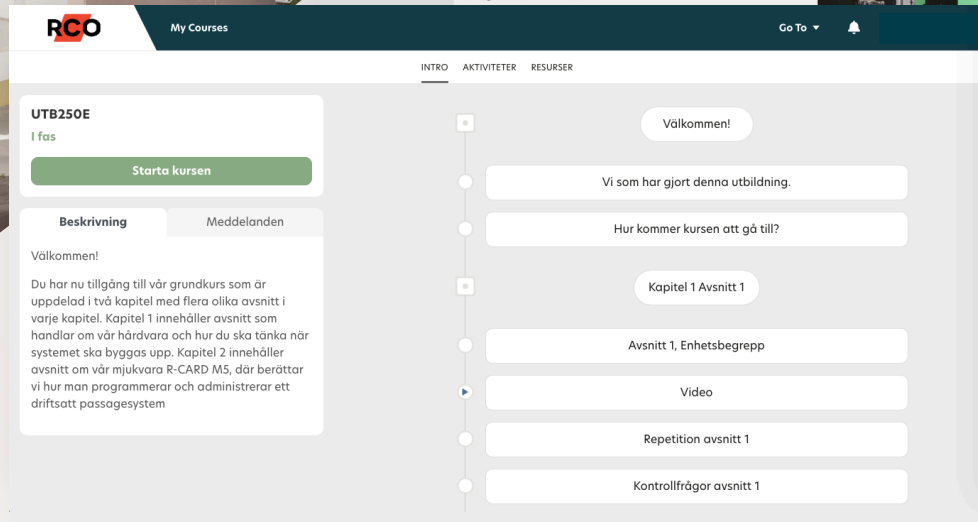 RCO
My Courses
Go To
INTRO AKTIVITETER RESURSER
UTB250E
I fas
Starta kursen
Beskrivning Meddelanden
Välkommen!
Du har nu tillgång till vår grundkurs som är
uppdelad i två kapitel med flera olika avsnitt i
varje kapitel. Kapitel 1 innehåller avsnitt som
handlar om vår hårdvara och hur du ska tänka när
systemet ska byggas upp. Kapitel 2 innehåller
avsnitt om vår mjukvara R-CARD M5, där berättar
vi hur man programmerar och administrerar ett
driftsatt passagesystem
Välkommen!
Vi som har gjort denna utbildning.
Hur kommer kursen att gå till?
Kapitel 1 Avsnitt 1
Avsnitt 1, Enhetsbegrepp
Video
Repetition avsnitt 1
Kontrollfrågor avsnitt 1